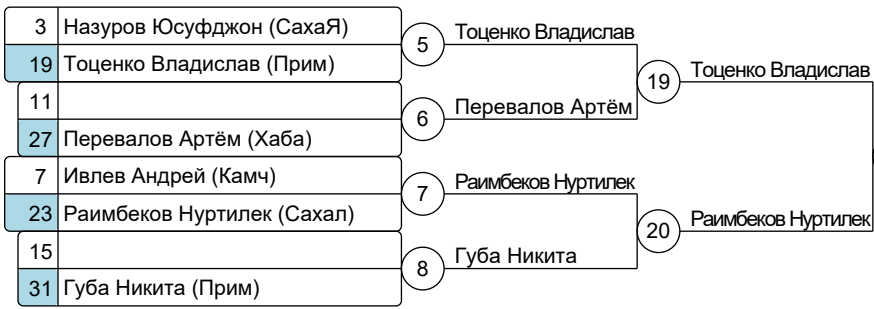 3 Назуров Юсуфджон (СахаЯ)
5 Тоценко Владислав
19 Тоценко Владислав (Прим)
19 Тоценко Владислав
11
6 Перевалов Артём
27 Перевалов Артём (Хаба)
7 Ивлев Андрей (Камч)
7 Раимбеков Нуртилек
23 Раимбеков Нуртилек (Сахал)
20 Раимбеков Нуртилек
15
8 Губа Никита
31 Губа Никита (Прим)